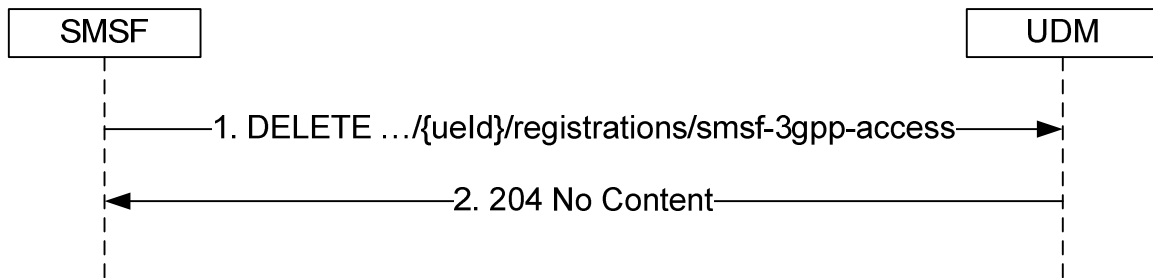 SMSF
UDM
1. DELETE …/{ueId}/registrations/smsf-3gpp-access
2. 204 No Content